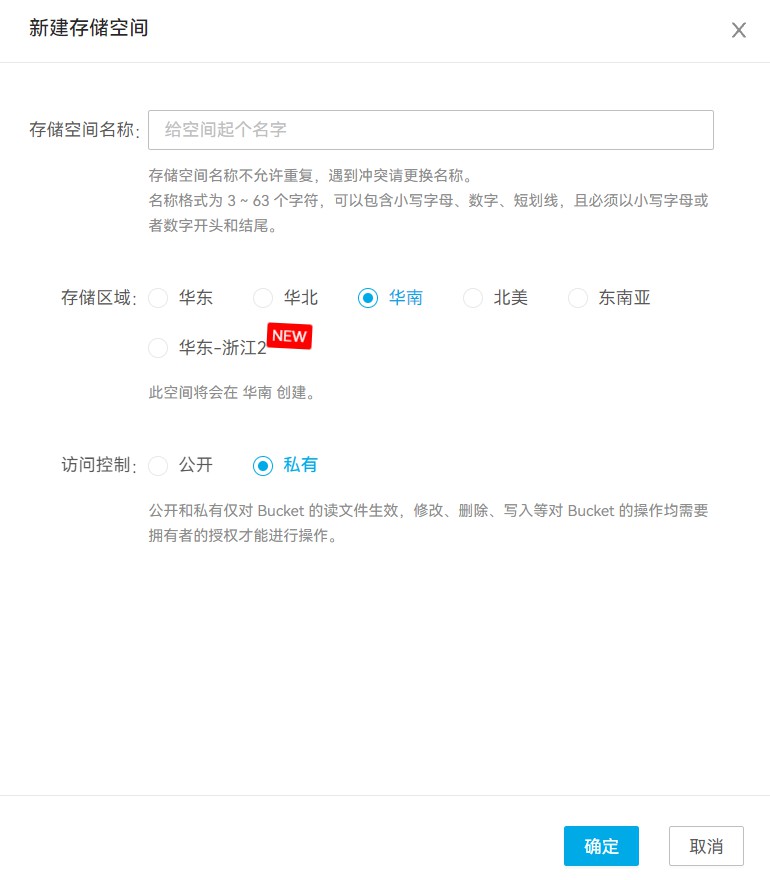 新建存储空间
存储空间名称:
给空间起个名字
存储空间名称不允许重复，遇到冲突请更换名称。
名称格式为 3 ~ 63 个字符，可以包含小写字母、数字、短划线，且必须以小写字母或
者数字开头和结尾。
存储区域: 华东 华北 华南 北美 东南亚
华东-浙江2 NEW
此空间将会在 华南 创建。
访问控制: 公开 私有
公开和私有仅对 Bucket 的读文件生效，修改、删除、写入等对 Bucket 的操作均需要
拥有者的授权才能进行操作。
确定 取消